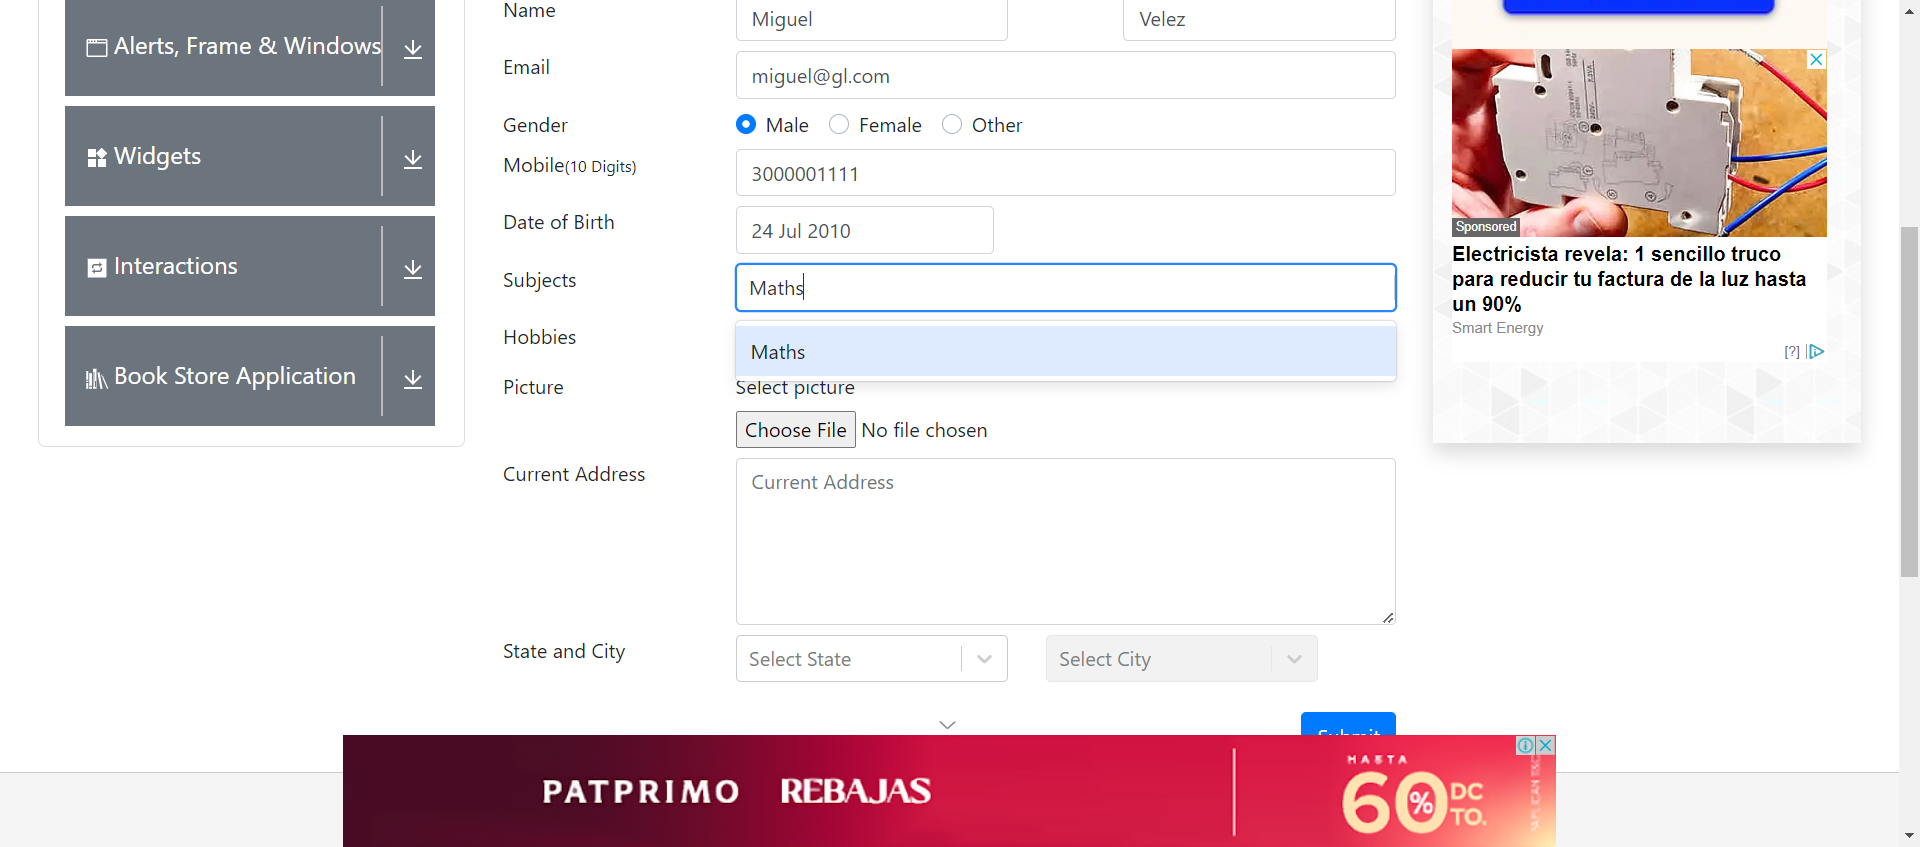 Alerts, Frame & Windows
Widgets
Interactions
Book Store Application
Name
Miguel
Velez
Email
miguel@gl.com
Gender
Male
Female
Other
Mobile(10 Digits)
3000001111
Date of Birth
24 Jul 2010
Subjects
Maths
Hobbies
Maths
Picture
Select picture
Choose File No file chosen
Current Address
Current Address
State and City
Select State
Select City
Submit
Sponsored
Electricista revela: 1 sencillo truco
para reducir tu factura de la luz hasta
un 90%
Smart Energy
[?]
PATPRIMO REBAJAS
HASTA
60% DC
TO.